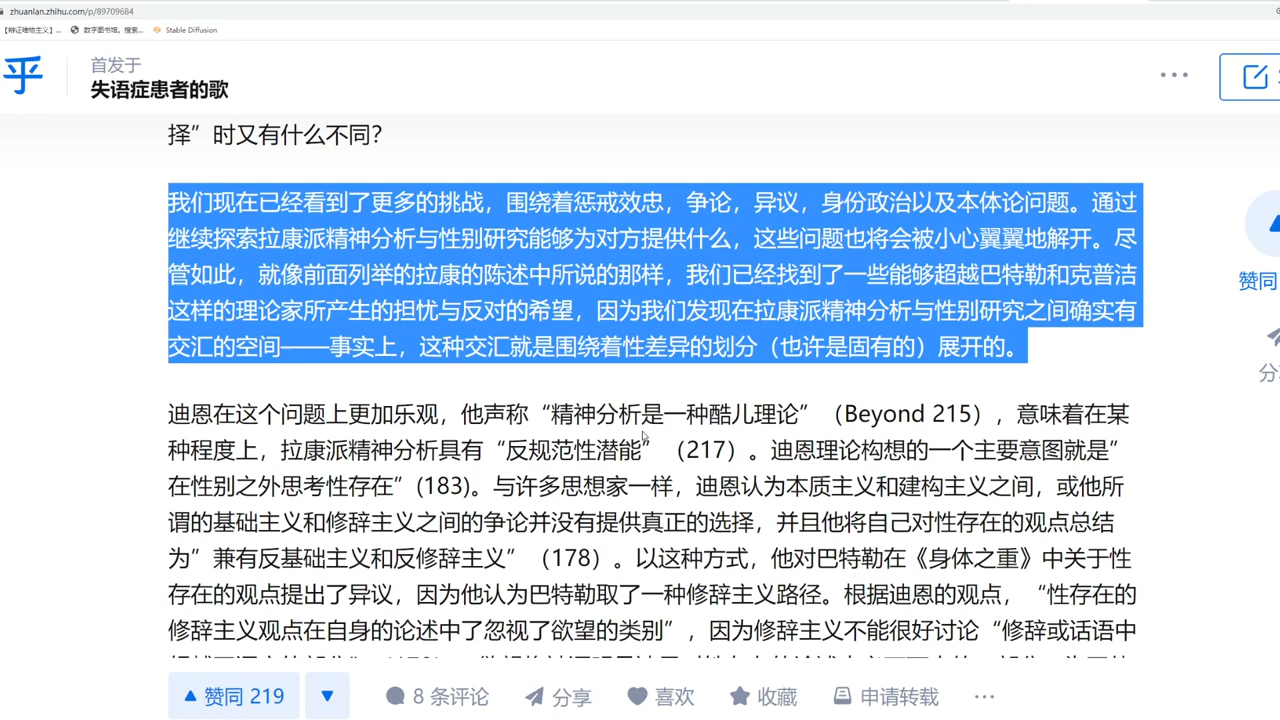 zhuanlan.zhihu.com/p/89709684
【辩证唯物主义】... 数字图书馆。搜索... Stable Diffusion
乎 首发于
失语症患者的歌
择”时又有什么不同？
我们现在已经看到了更多的挑战，围绕着惩戒效忠，争论，异议，身份政治以及本体论问题。通过
继续探索拉康派精神分析与性别研究能够为对方提供什么，这些问题也将会被小心翼翼地解开。尽
管如此，就像前面列举的拉康的陈述中所说的那样，我们已经找到了一些能够超越巴特勒和克普洁
这样的理论家所产生的担忧与反对的希望，因为我们发现在拉康派精神分析与性别研究之间确实有
交汇的空间——事实上，这种交汇就是围绕着性差异的划分（也许是固有的）展开的。
赞同
分享
迪恩在这个问题上更加乐观，他声称“精神分析是一种酷儿理论”（Beyond 215），意味着在某
种程度上，拉康派精神分析具有“反规范性潜能”（217）。迪恩理论构想的一个主要意图就是”
在性别之外思考性存在”(183)。与许多思想家一样，迪恩认为本质主义和建构主义之间，或他所
谓的基础主义和修辞主义之间的争论并没有提供真正的选择，并且他将自己对性存在的观点总结
为”兼有反基础主义和反修辞主义”（178）。以这种方式，他对巴特勒在《身体之重》中关于性
存在的观点提出了异议，因为他认为巴特勒取了一种修辞主义路径。根据迪恩的观点，“性存在的
修辞主义观点在自身的论述中了忽视了欲望的类别”，因为修辞主义不能很好讨论“修辞或话语中
赞同 219 8 条评论 分享 喜欢 收藏 申请转载